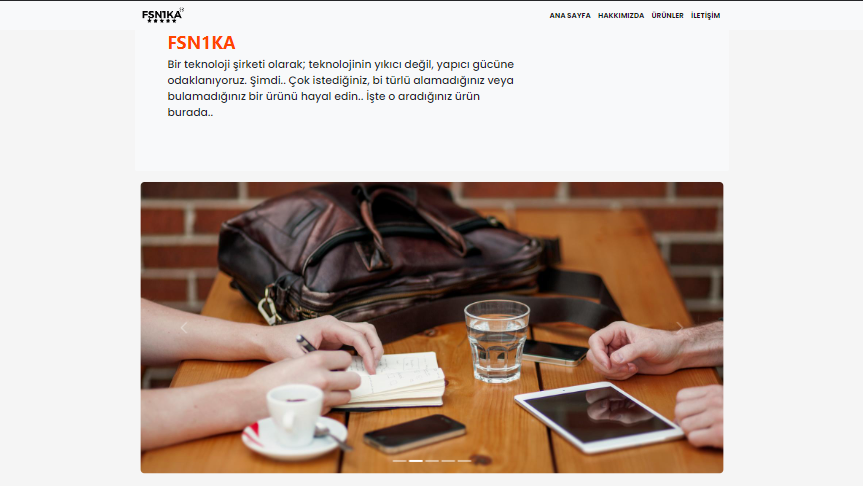 FSN1KA
ANA SAYFA HAKKIMIZDA ÜRÜNLER İLETİŞİM
FSN1KA
Bir teknoloji şirketi olarak; teknolojinin yıkıcı değil, yapıcı gücüne
odaklanıyoruz. Şimdi.. Çok istediğiniz, bi türlü alamadığınız veya
bulamadığınız bir ürünü hayal edin.. İşte o aradığınız ürün
burada..